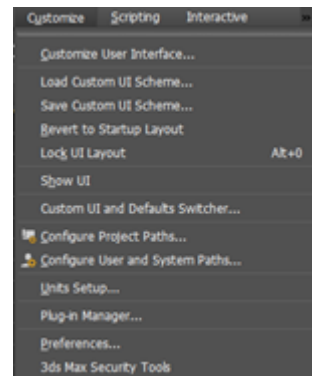 Customize Scripting Interactive »
Customize User Interface...
Load Custom UI Scheme...
Save Custom UI Scheme...
Revert to Startup Layout
Lock UI Layout Alt+0
Show UI
Custom UI and Defaults Switcher...
Configure Project Paths...
Configure User and System Paths...
Units Setup...
Plug-in Manager...
Preferences...
3ds Max Security Tools